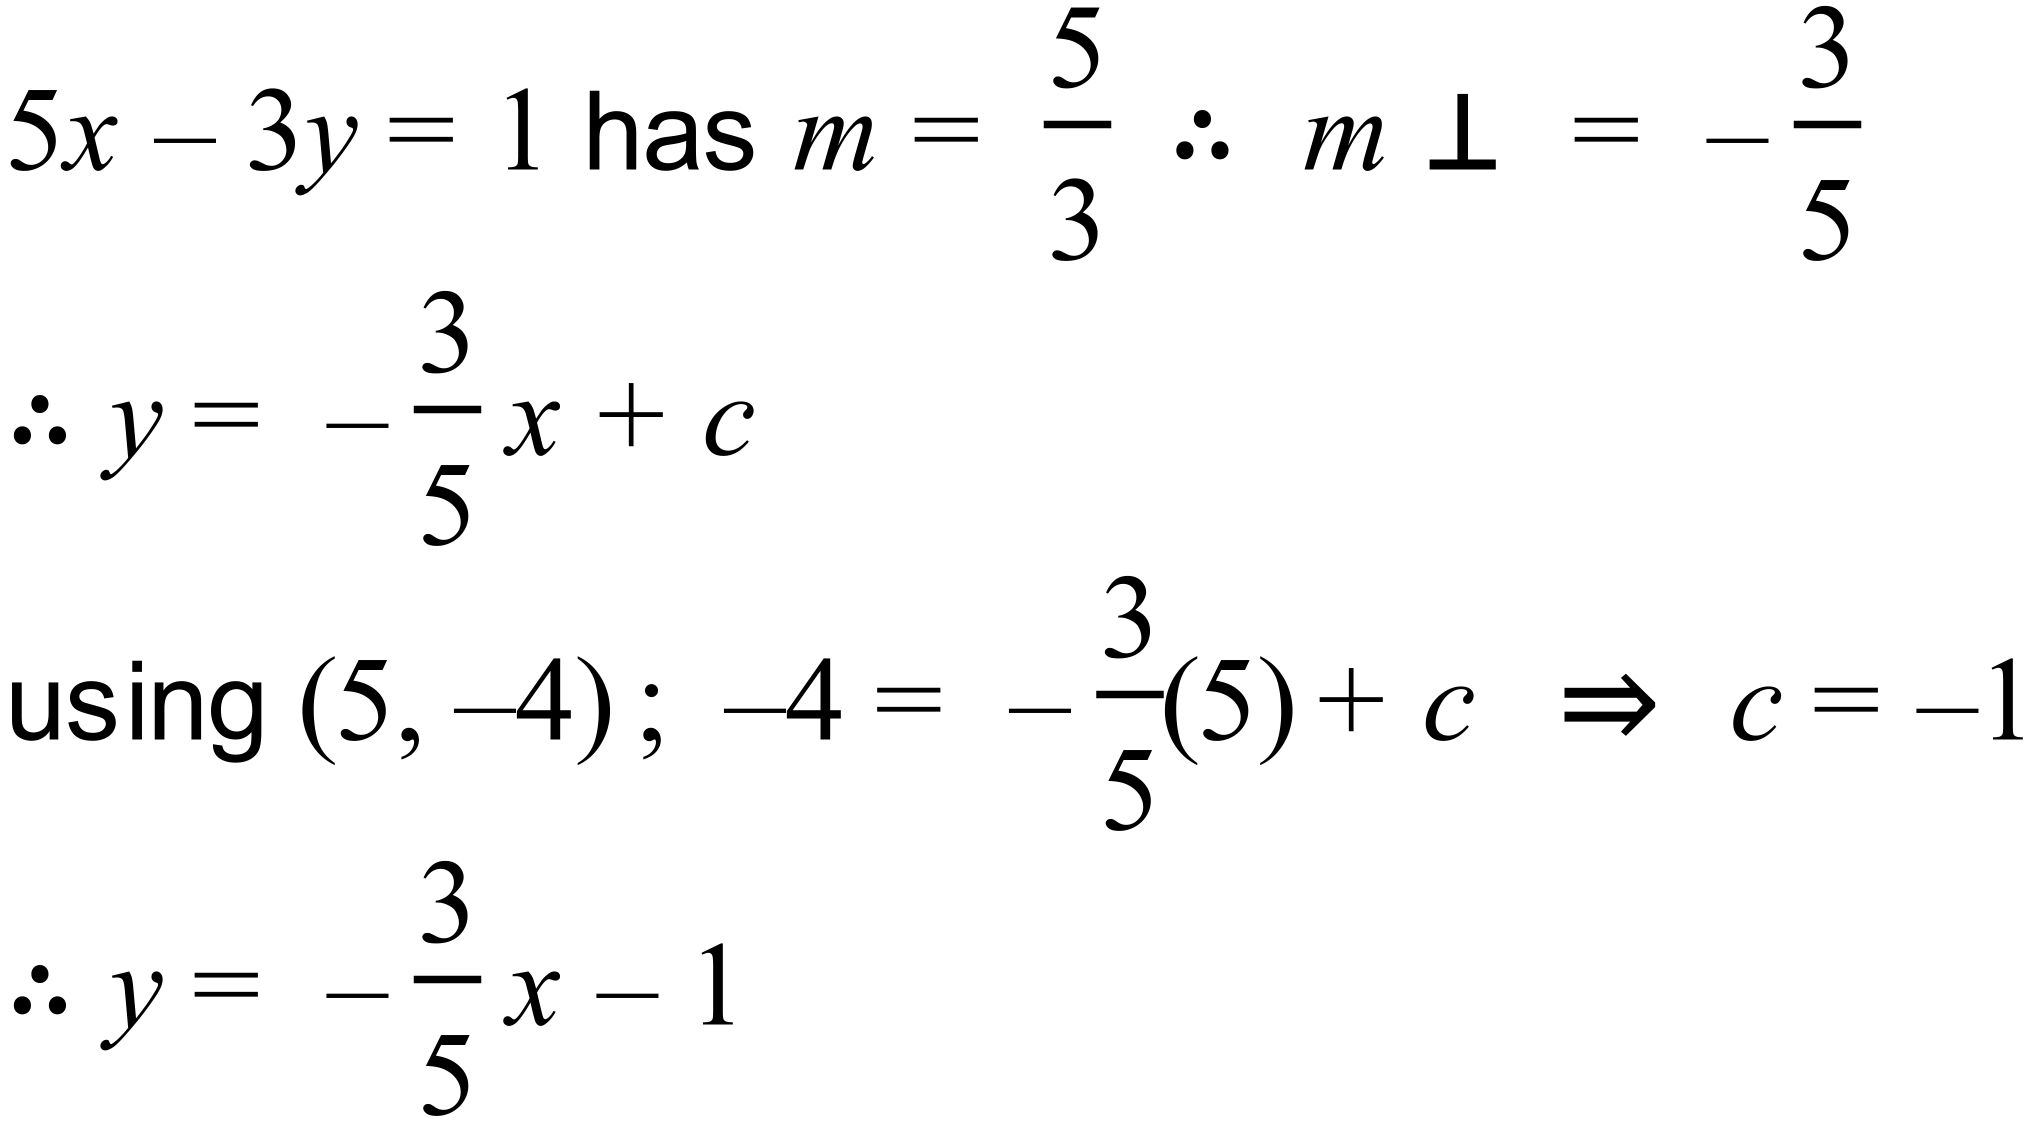 5x – 3y = 1 has m = 5/3 ∴ m ⊥ = –3/5
∴ y = –3/5 x + c
using (5, –4) ; –4 = –3/5(5) + c ⇒ c = –1
∴ y = –3/5 x – 1